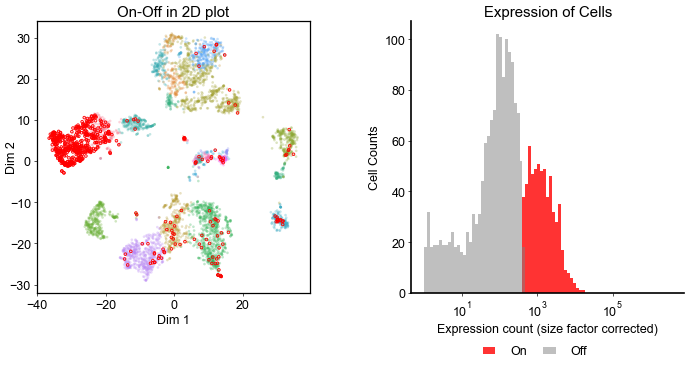 On-Off in 2D plot
Expression of Cells
Dim 2
30
20
10
0
−10
−20
−30
−40
−20
0
20
Dim 1
Cell Counts
100
80
60
40
20
0
10^1
10^3
10^5
Expression count (size factor corrected)
On
Off